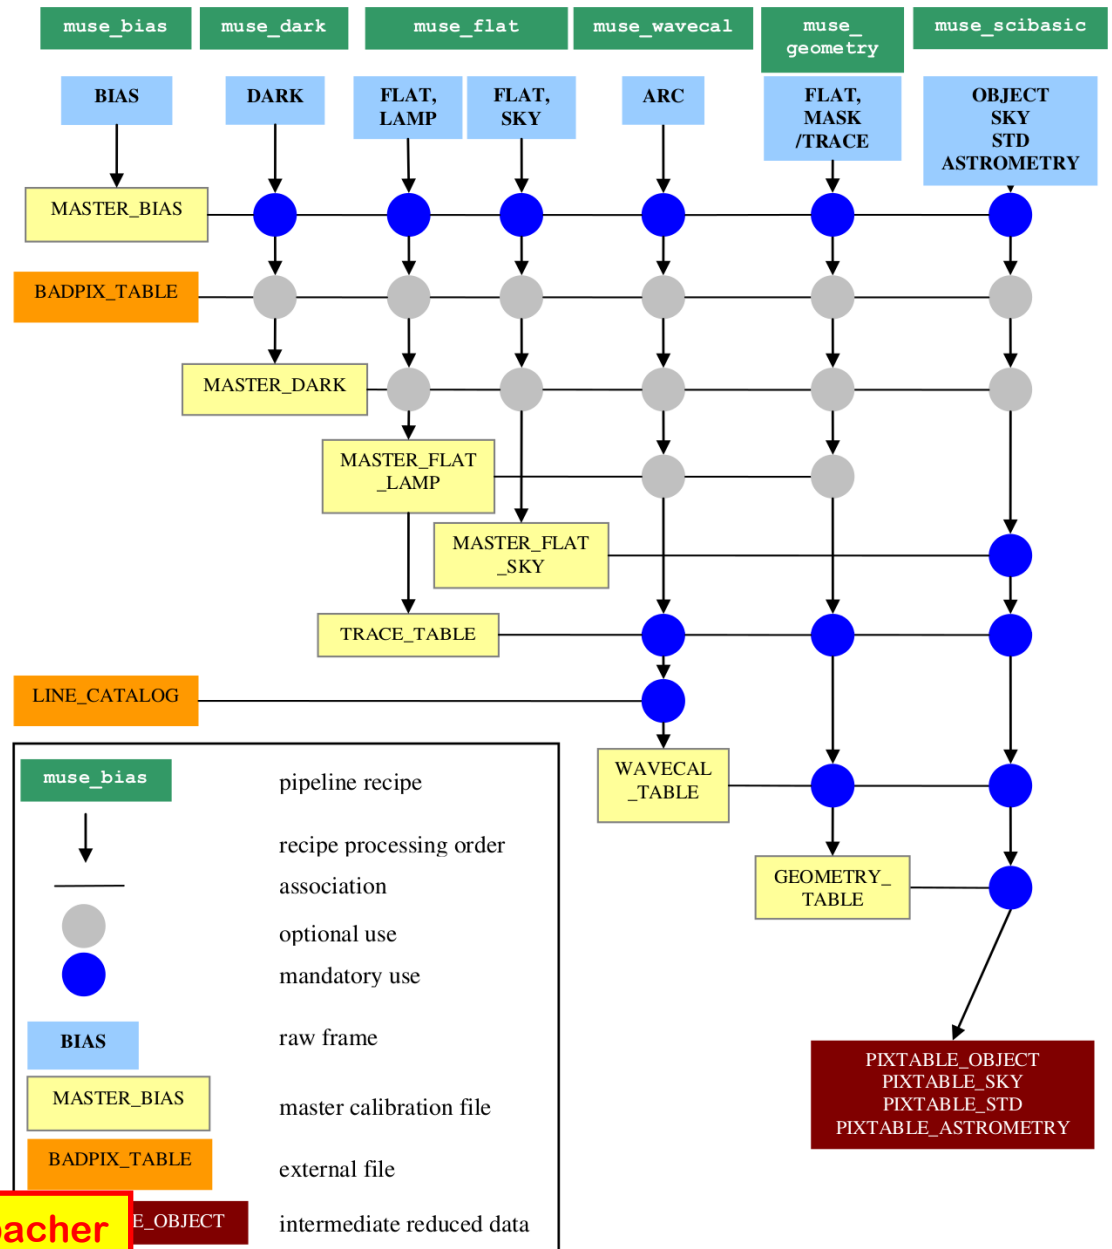 muse_bias
muse_dark
muse_flat
muse_wavecal
muse_
geometry
muse_scibasic
BIAS
DARK
FLAT,
LAMP
FLAT,
SKY
ARC
FLAT,
MASK
/TRACE
OBJECT
SKY
STD
ASTROMETRY
MASTER_BIAS
BADPIX_TABLE
MASTER_DARK
MASTER_FLAT
_LAMP
MASTER_FLAT
_SKY
TRACE_TABLE
LINE_CATALOG
WAVECAL
_TABLE
GEOMETRY_
TABLE
PIXTABLE_OBJECT
PIXTABLE_SKY
PIXTABLE_STD
PIXTABLE_ASTROMETRY
muse_bias
pipeline recipe
recipe processing order
association
optional use
mandatory use
BIAS
raw frame
MASTER_BIAS
master calibration file
BADPIX_TABLE
external file
E_OBJECT
intermediate reduced data
bacher